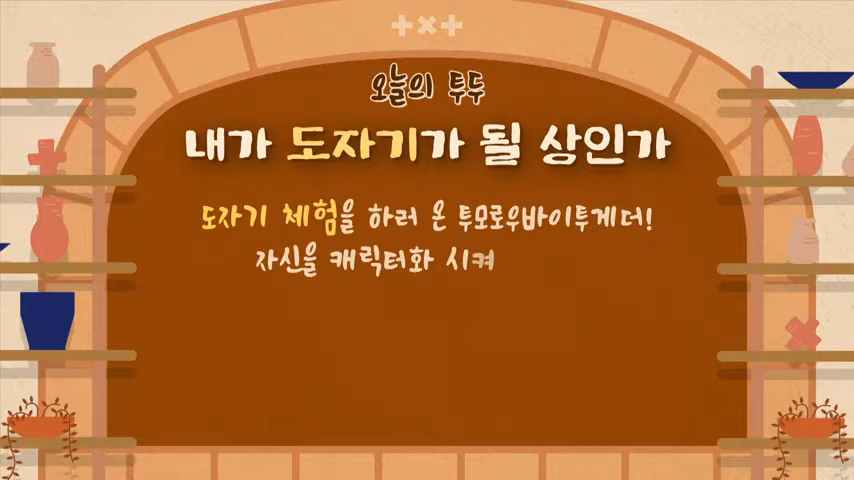 +×+
오늘의 투두
내가 도자기가 될 상인가
도자기 체험을 하러 온 투모로우바이투게더!
자신을 캐릭터화 시켜